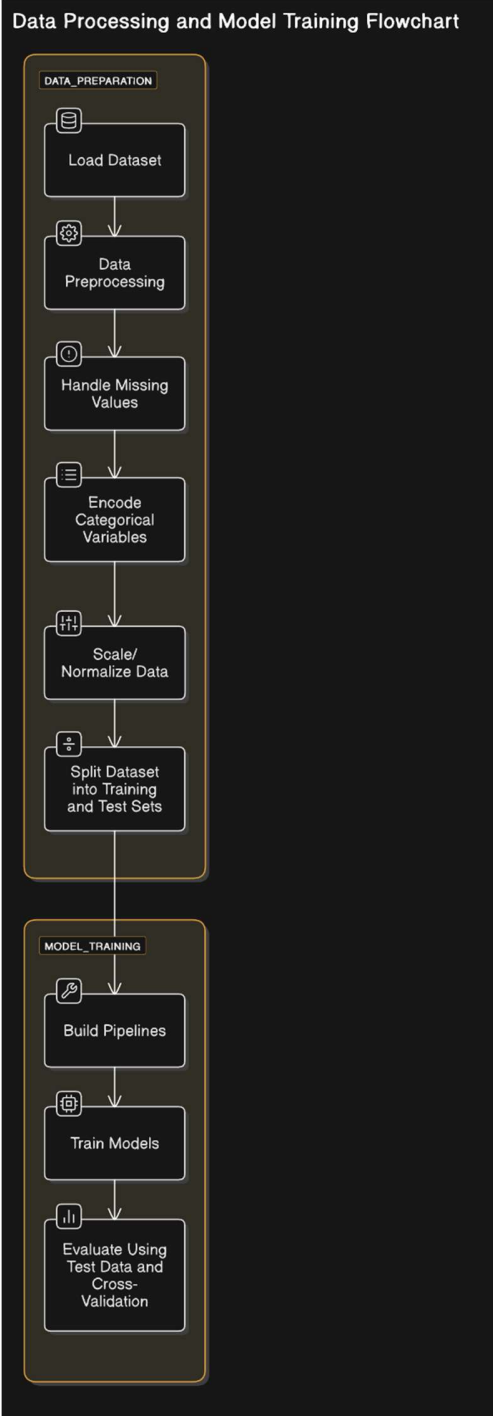 Data Processing and Model Training Flowchart
DATA_PREPARATION
Load Dataset
Data
Preprocessing
Handle Missing
Values
Encode
Categorical
Variables
Scale/
Normalize Data
Split Dataset
into Training
and Test Sets
MODEL_TRAINING
Build Pipelines
Train Models
Evaluate Using
Test Data and
Cross-
Validation